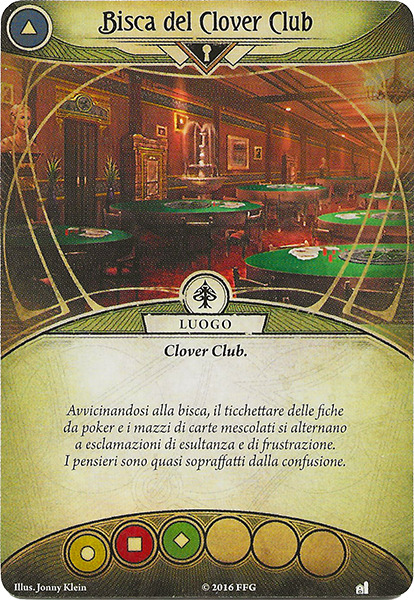 Bisca del Clover Club
LUOGO
Clover Club.
Avvicinandosi alla bisca, il ticchettare delle fiche
da poker e i mazzi di carte mescolati si alternano
a esclamazioni di esultanza e di frustrazione.
I pensieri sono quasi sopraffatti dalla confusione.
Illus. Jonny Klein
© 2016 FFG